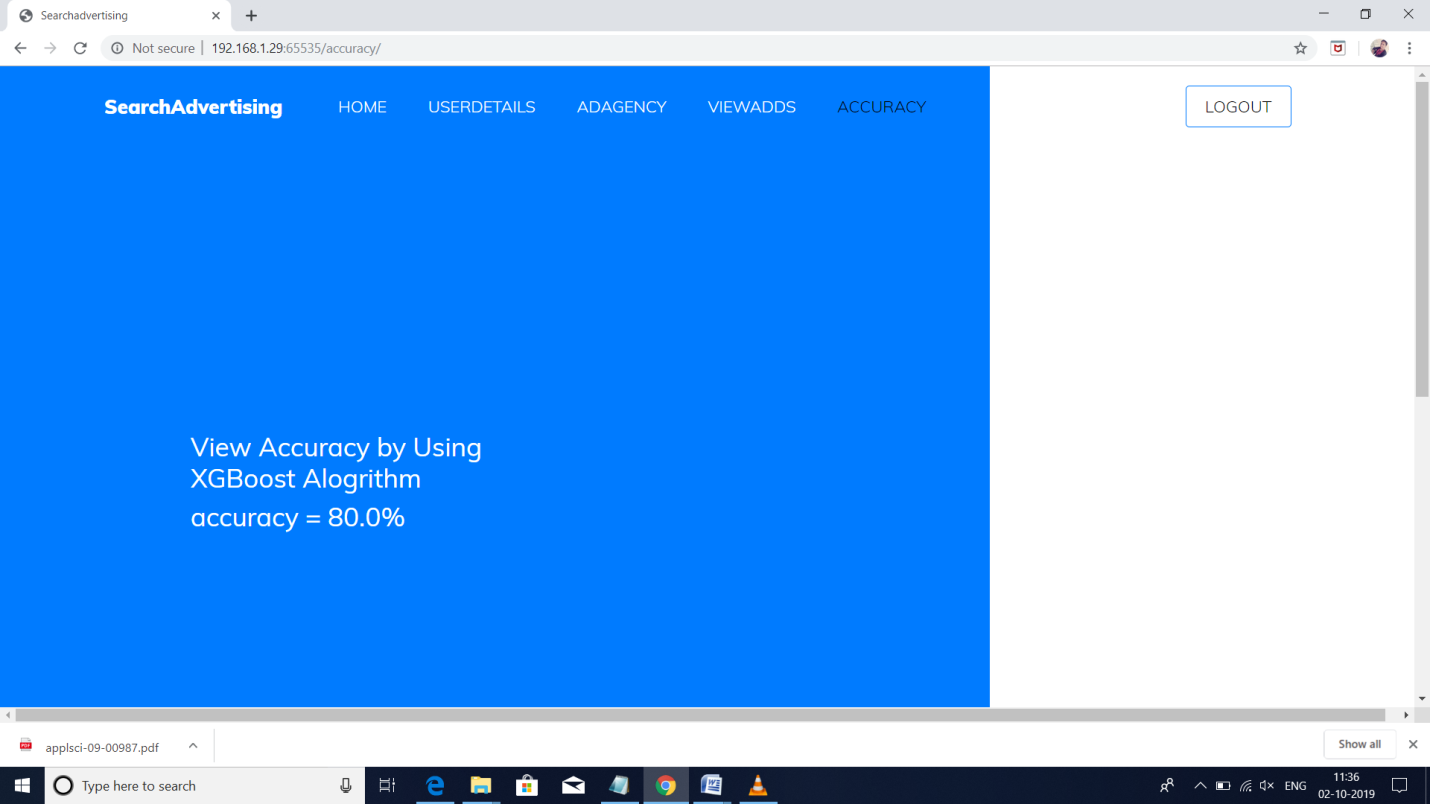 Searchadvertising
Not secure
192.168.1.29:65535/accuracy/
SearchAdvertising
HOME
USERDETAILS
ADAGENCY
VIEWADDS
ACCURACY
LOGOUT
View Accuracy by Using
XGBoost Alogrithm
accuracy = 80.0%
PDF
applsci-09-00987.pdf
Show all
Type here to search
ENG
11:36
02-10-2019